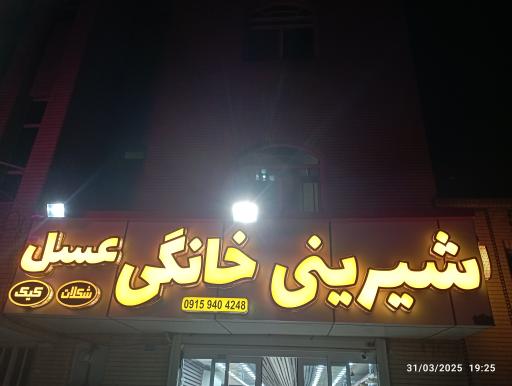 شیرینی خانگی عسل
شکلات
کیک
0915 940 4248
31/03/2025 19:25